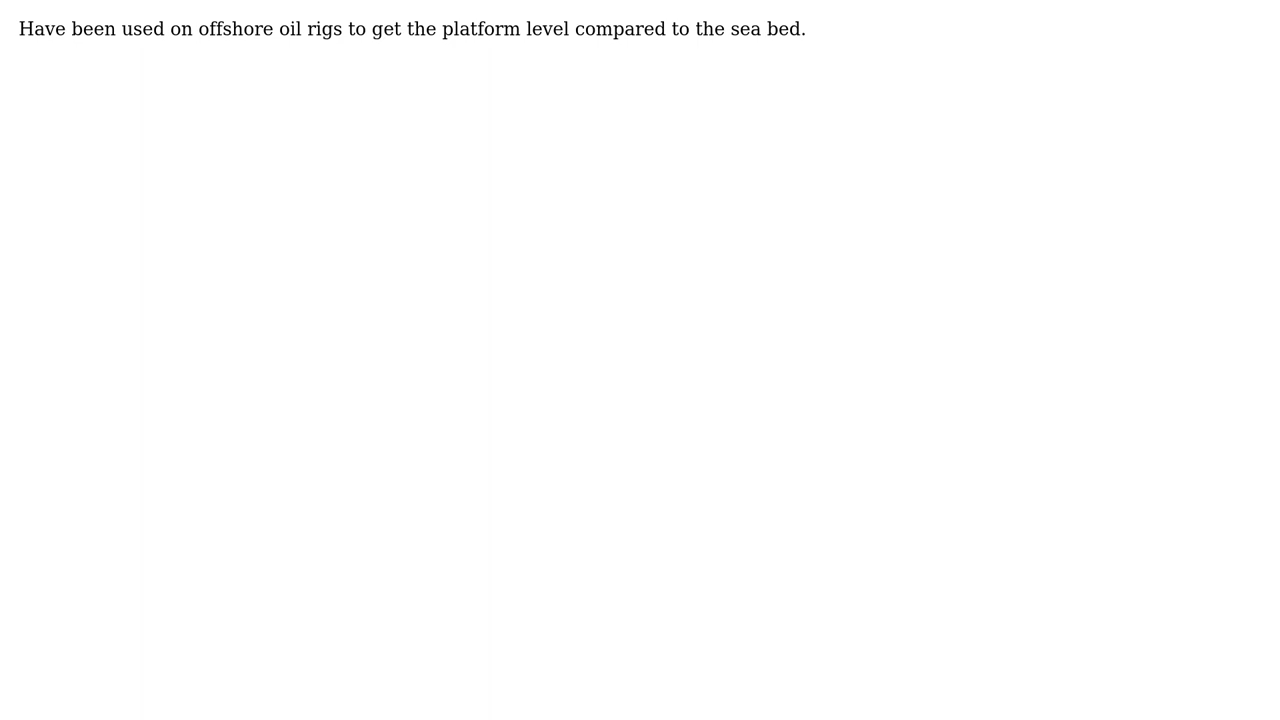 Have been used on offshore oil rigs to get the platform level compared to the sea bed.